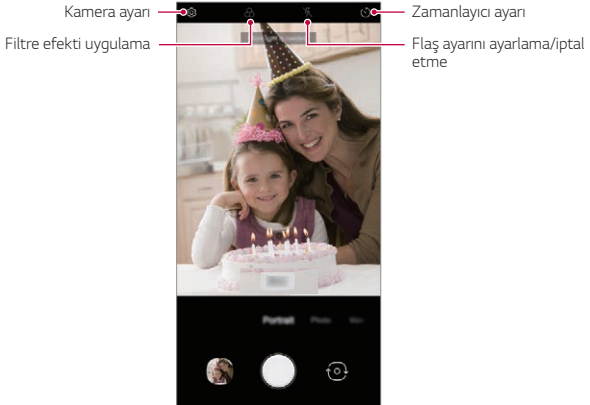 Kamera ayarı
Zamanlayıcı ayarı
Filtre efekti uygulama
Flaş ayarını ayarlama/iptal
etme
Portrait
Photo